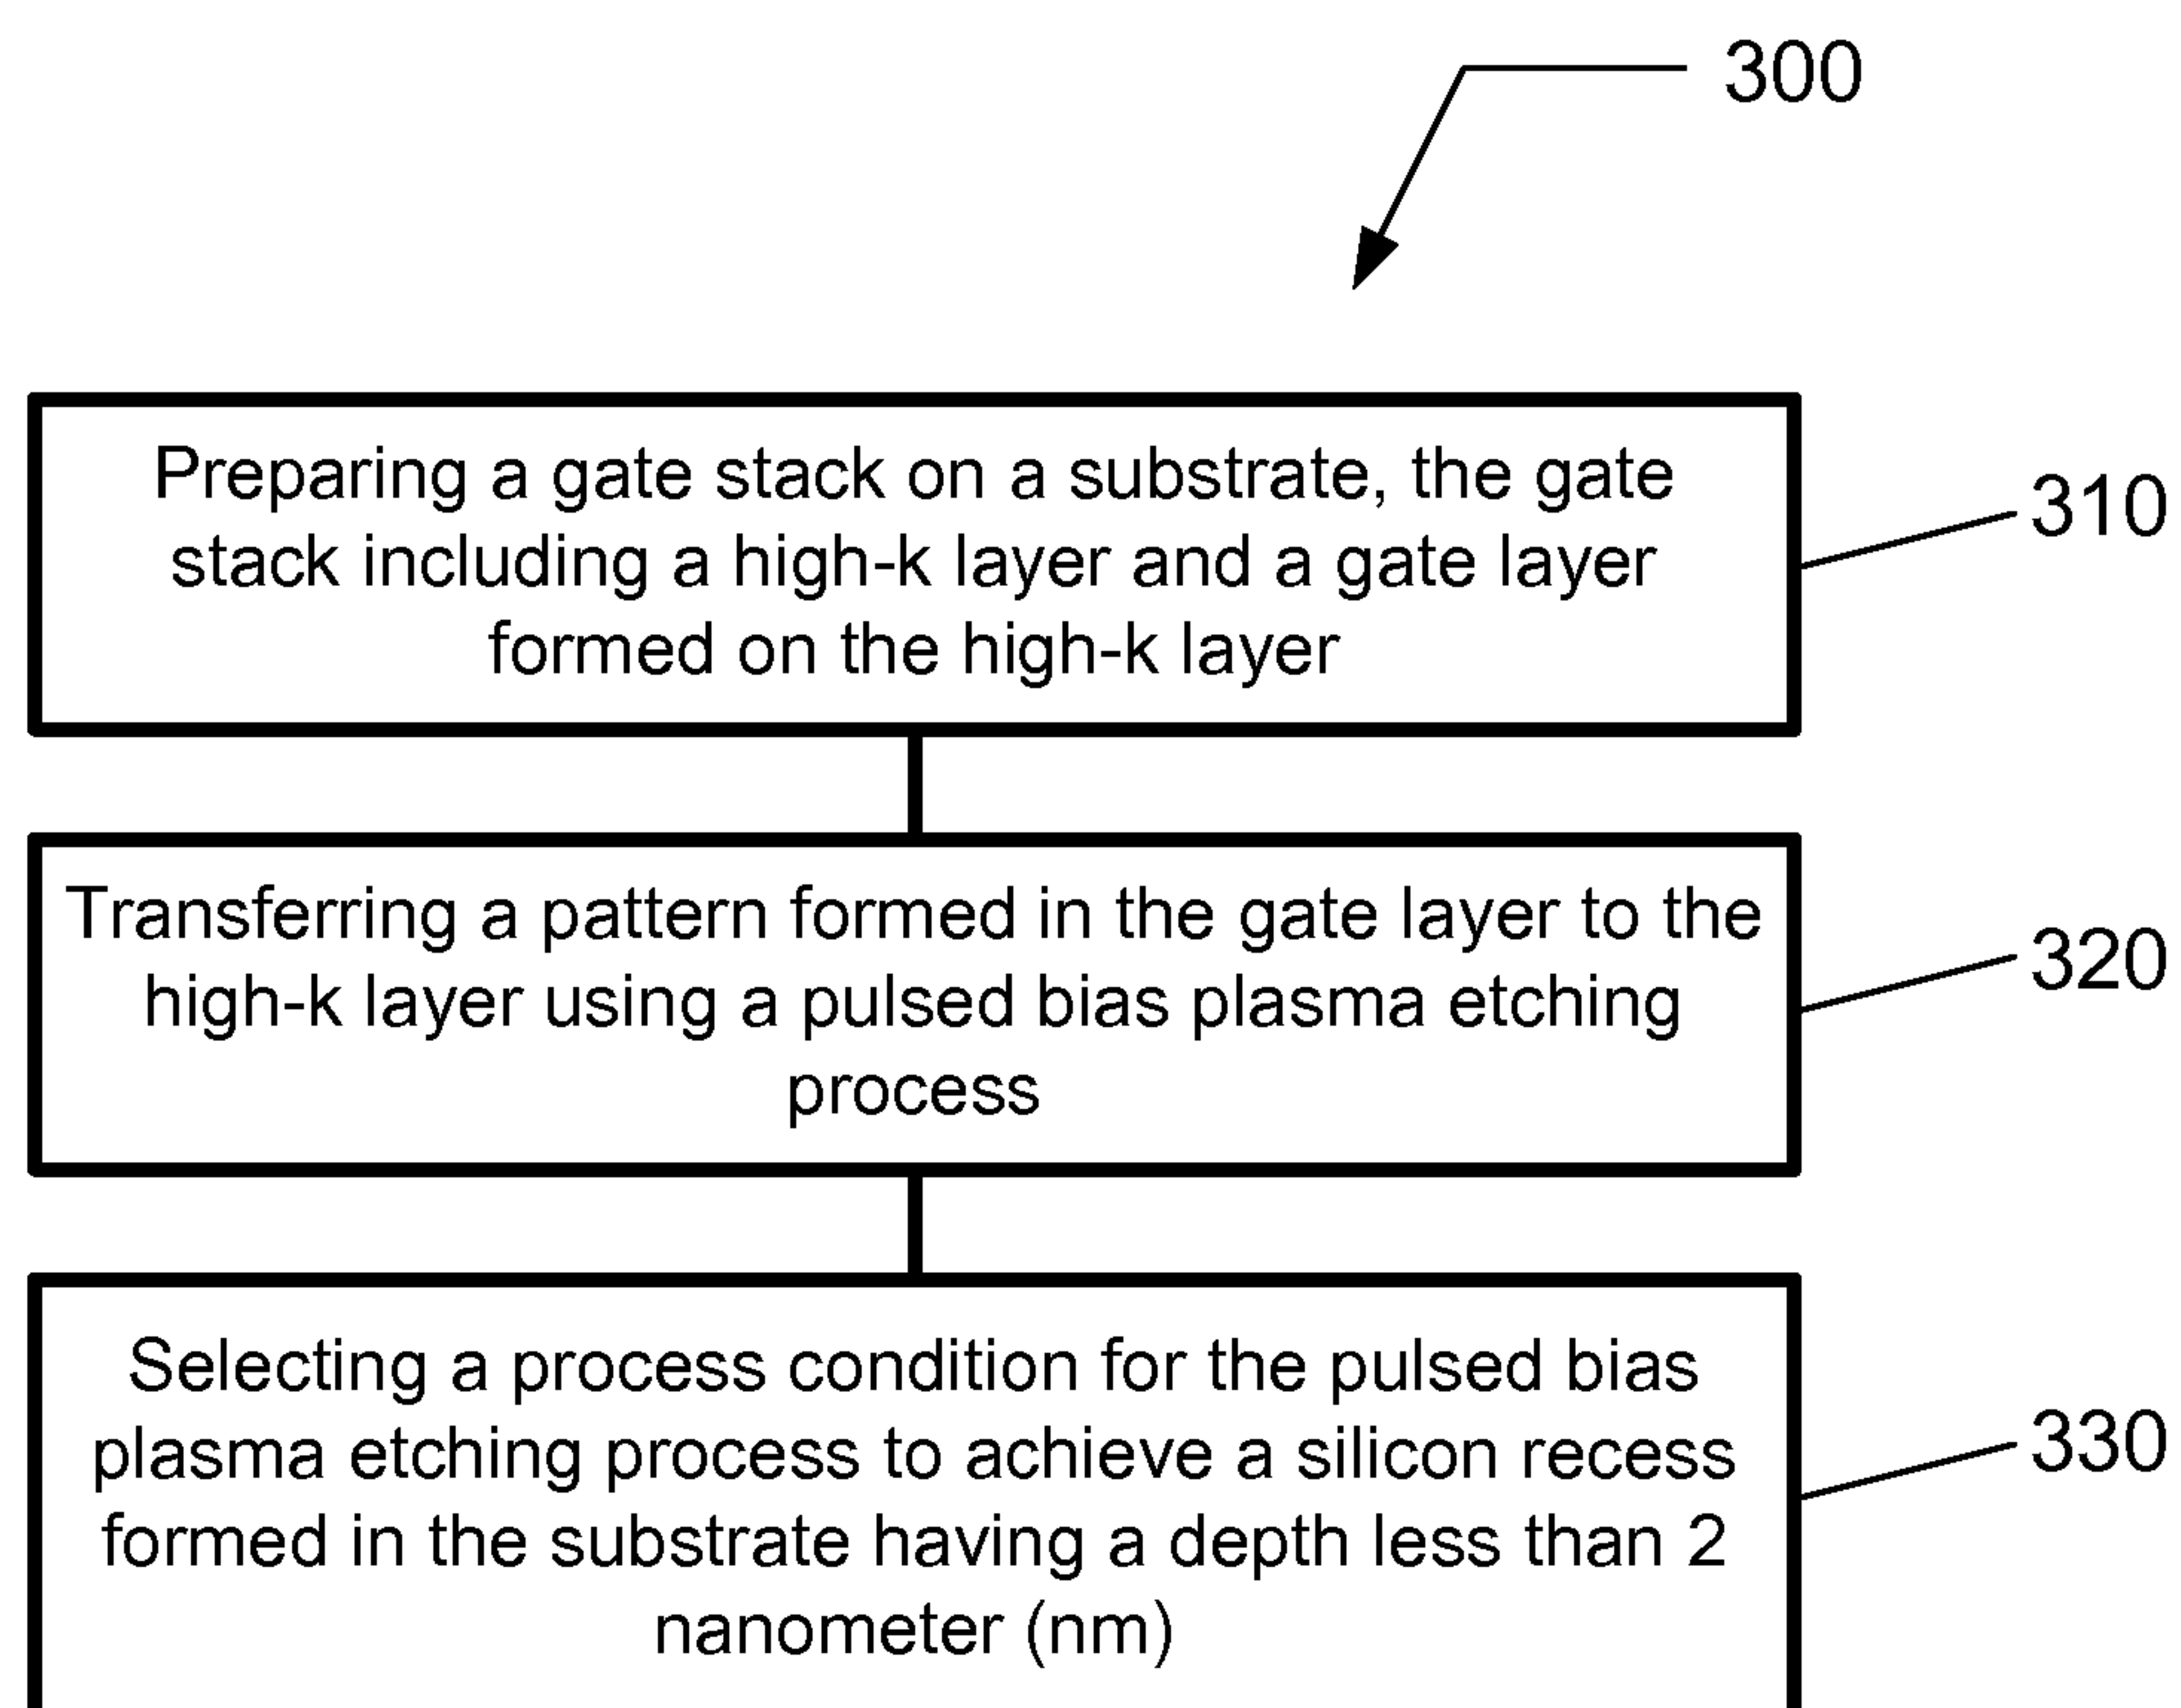 300
Preparing a gate stack on a substrate, the gate
stack including a high-k layer and a gate layer
formed on the high-k layer
310
Transferring a pattern formed in the gate layer to the
high-k layer using a pulsed bias plasma etching
process
320
Selecting a process condition for the pulsed bias
plasma etching process to achieve a silicon recess
formed in the substrate having a depth less than 2
nanometer (nm)
330